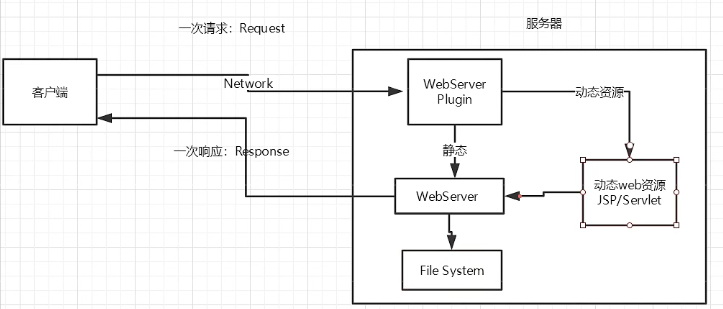 一次请求：Request
服务器
客户端
Network
WebServer
Plugin
动态资源
静态
一次响应：Response
WebServer
动态web资源
JSP/Servlet
File System